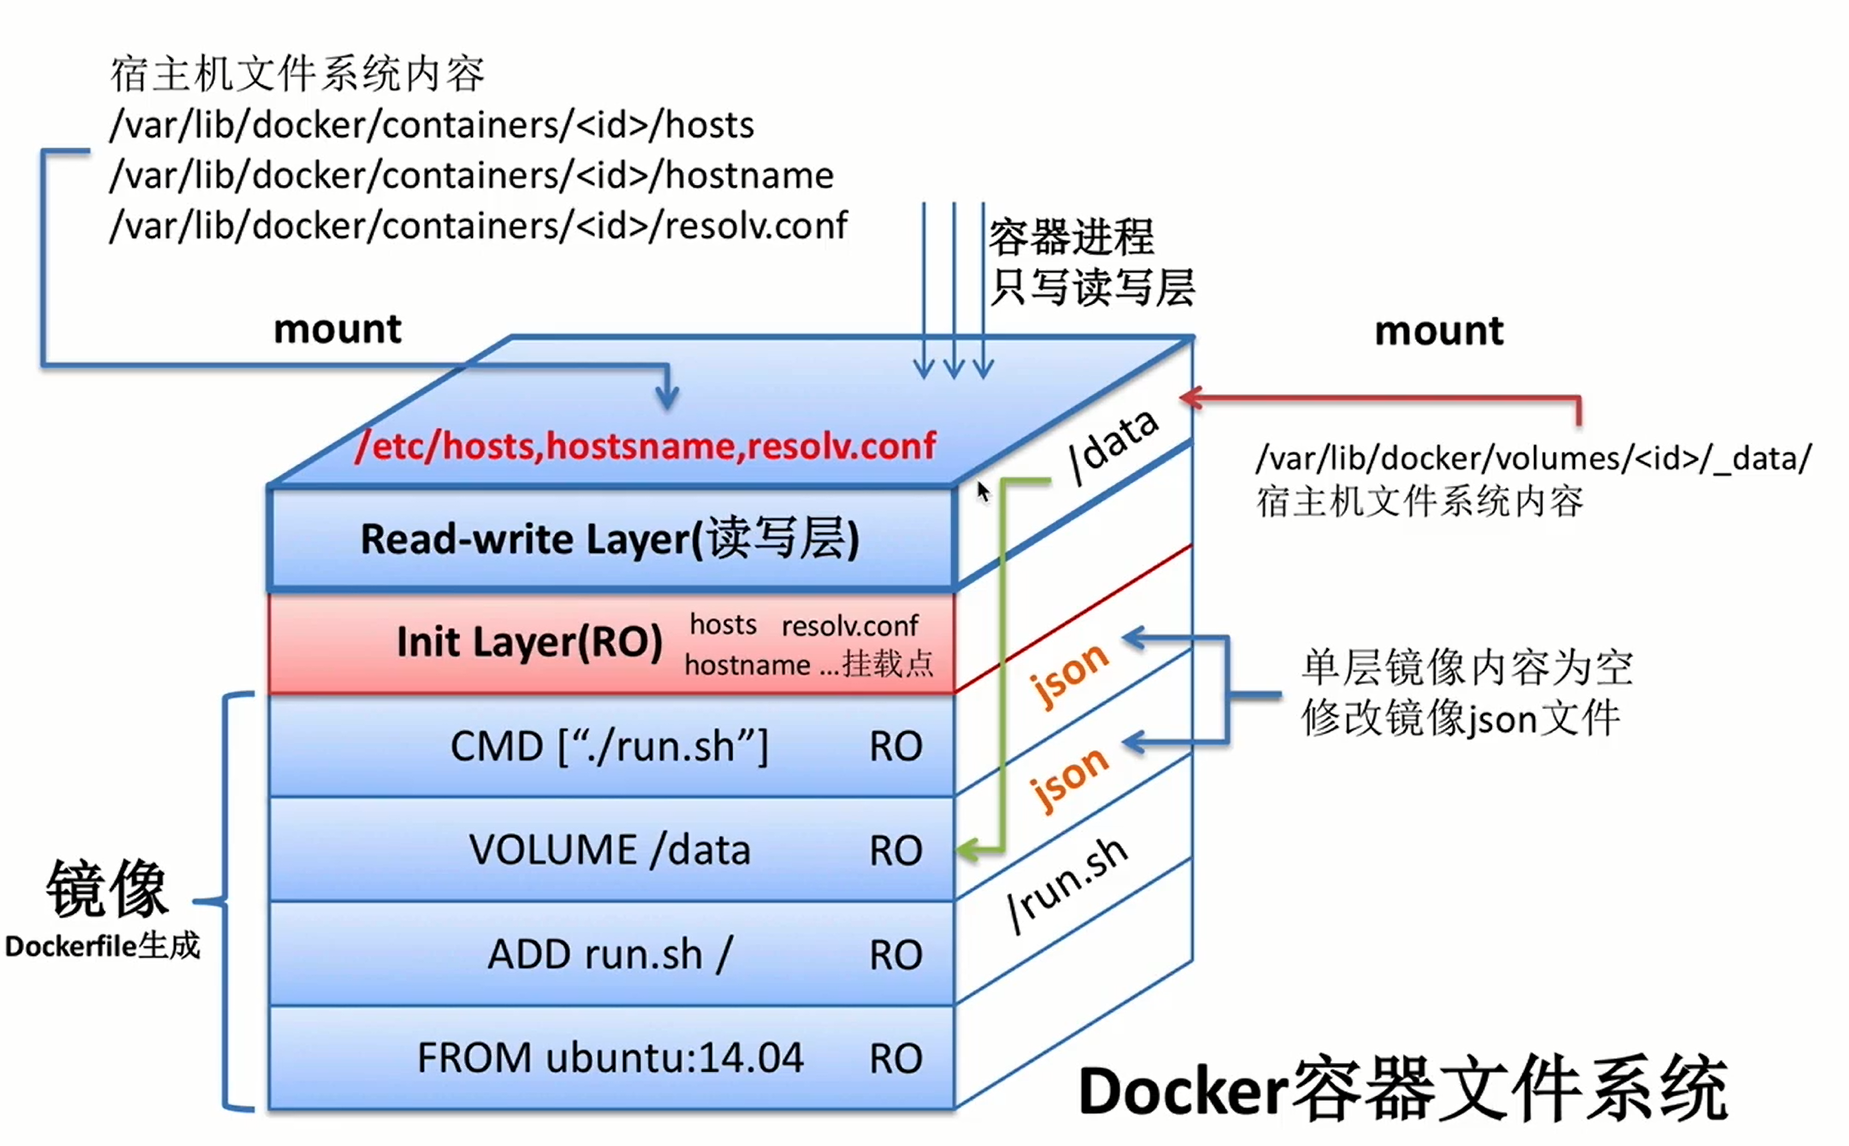 宿主机文件系统内容
/var/lib/docker/containers/<id>/hosts
/var/lib/docker/containers/<id>/hostname
/var/lib/docker/containers/<id>/resolv.conf
容器进程
只写读写层
mount
mount
/etc/hosts,hostsname,resolv.conf
/data
/var/lib/docker/volumes/<id>/_data/
宿主机文件系统内容
Read-write Layer(读写层)
Init Layer(RO)
hosts resolv.conf
hostname ...挂载点
json
单层镜像内容为空
修改镜像json文件
CMD [“./run.sh”] RO
json
VOLUME /data RO
/run.sh
镜像
Dockerfile生成
ADD run.sh / RO
FROM ubuntu:14.04 RO
Docker容器文件系统